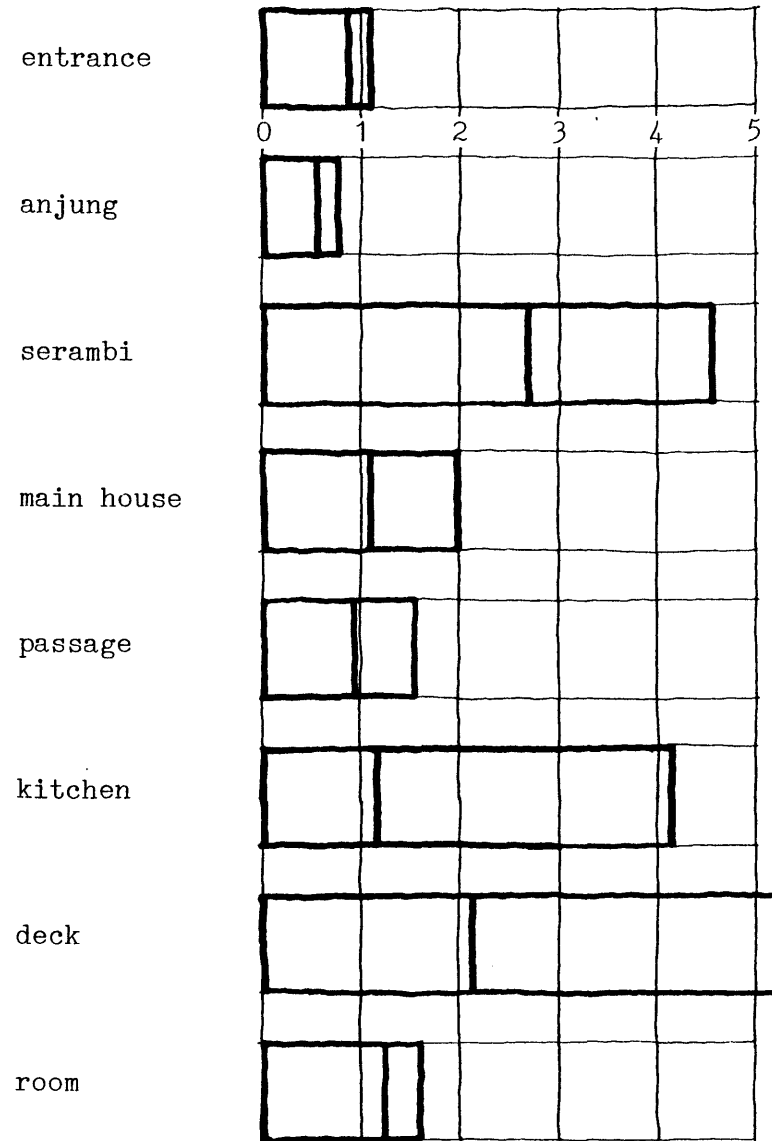 entrance
0 1 2 3 4 5
anjung
serambi
main house
passage
kitchen
deck
room